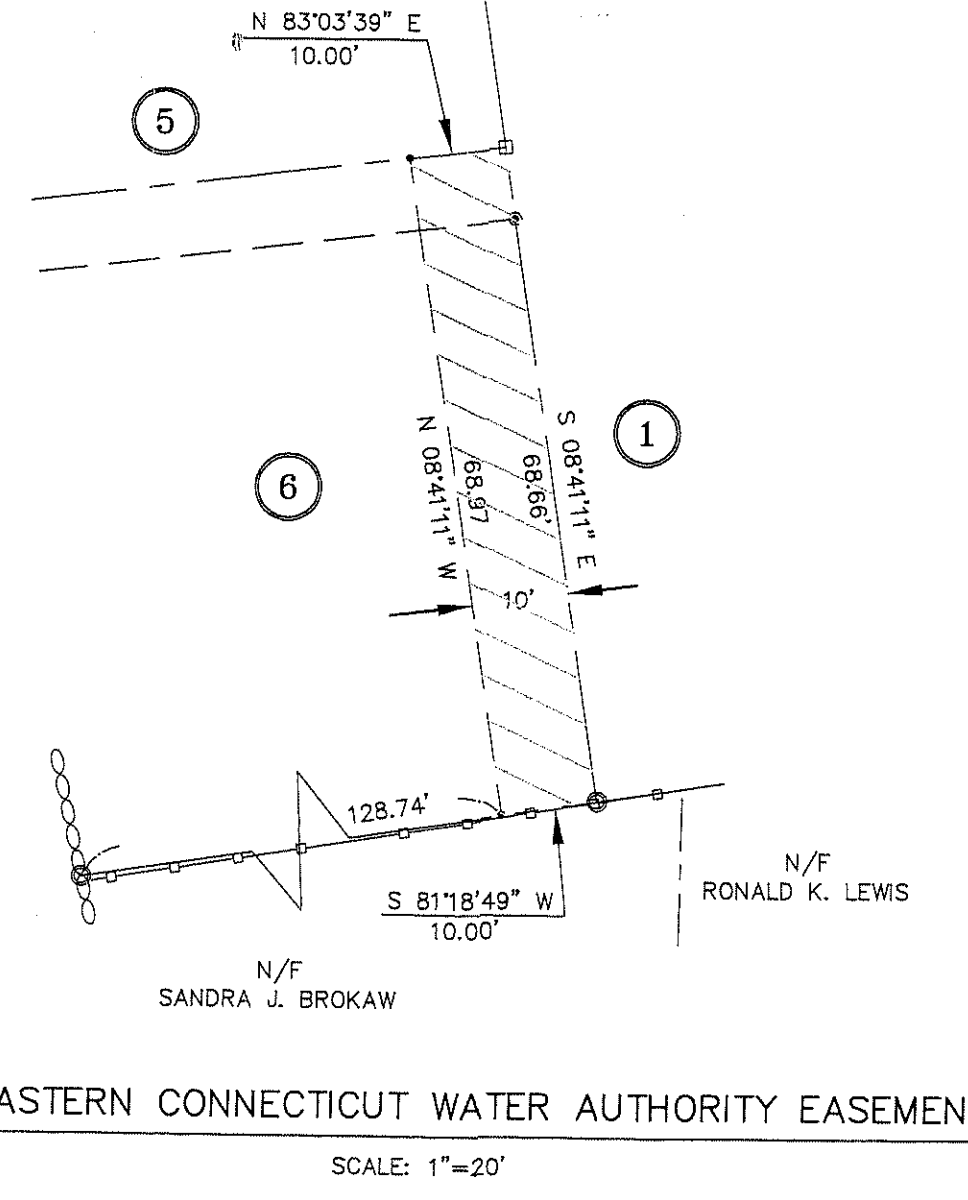 N 83°03'39" E
10.00'
5
6
1
N 08°41'11" W
68.97
68.66'
S 08°41'11" E
10'
128.74'
S 81°18'49" W
10.00'
N/F
RONALD K. LEWIS
N/F
SANDRA J. BROKAW
ASTERN CONNECTICUT WATER AUTHORITY EASEMEN
SCALE: 1"=20'